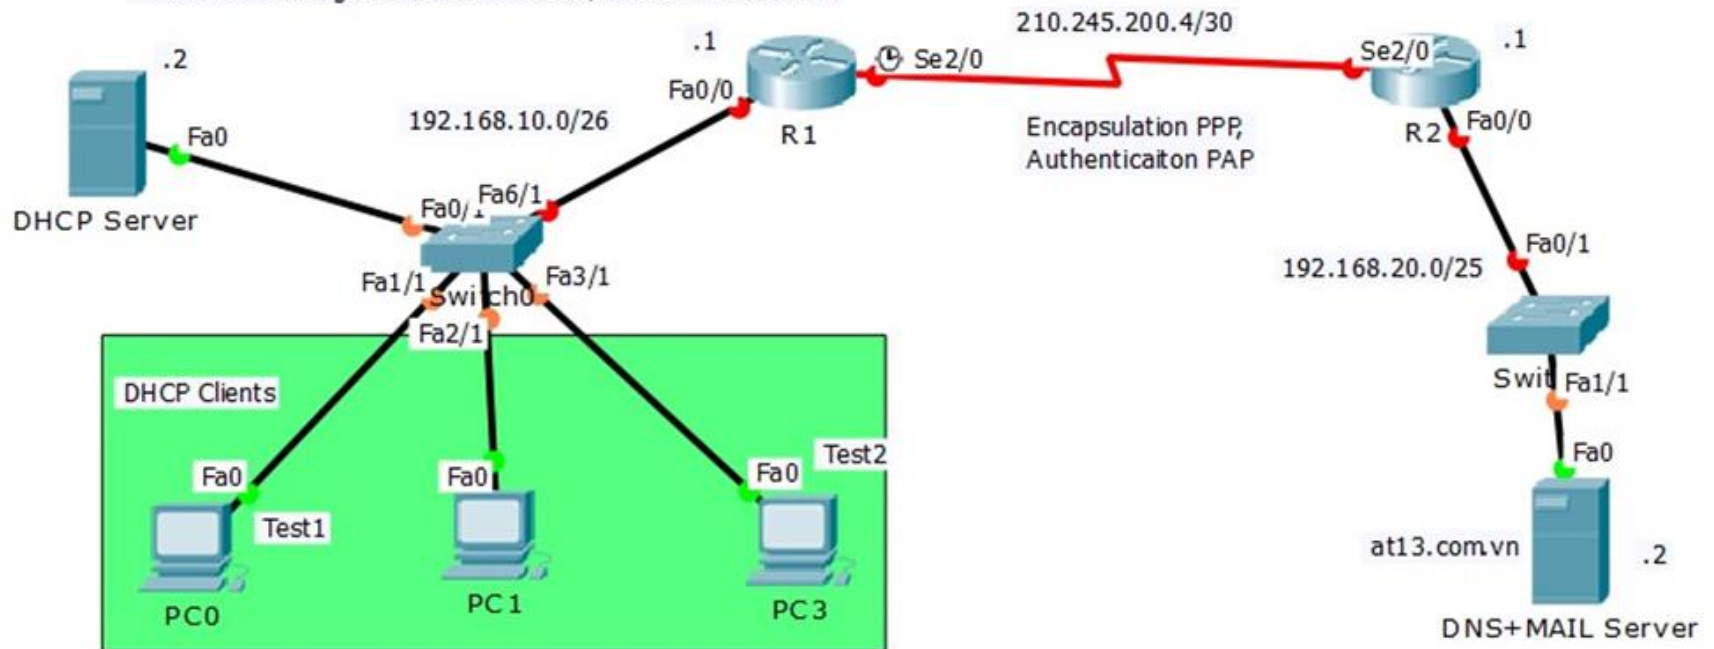 .2
Fa0
DHCP Server
192.168.10.0/26
.1
Fa0/0
R1
Se2/0
210.245.200.4/30
Encapsulation PPP,
Authenticaiton PAP
Se2/0
.1
R2
Fa0/0
Fa0/1
Fa6/1
Fa1/1
Switch0
Fa3/1
Fa2/1
192.168.20.0/25
Fa0/1
Swit
Fa1/1
Fa0
at13.com.vn
.2
DNS+MAIL Server
DHCP Clients
Fa0
Test1
PC0
Fa0
PC1
Fa0
Test2
PC3